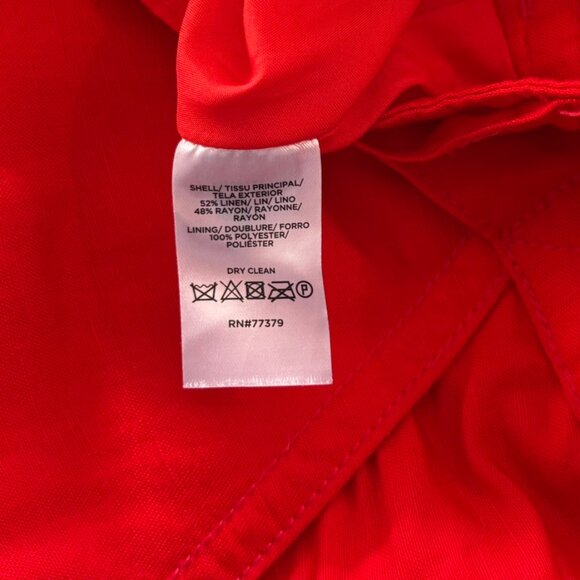 SHELL/ TISSU PRINCIPAL/
TELA EXTERIOR
52% LINEN/ LIN/ LINO
48% RAYON/ RAYONNE/
RAYÓN
LINING/ DOUBLURE/ FORRO
100% POLYESTER/
POLIÉSTER
DRY CLEAN
P
RN#77379